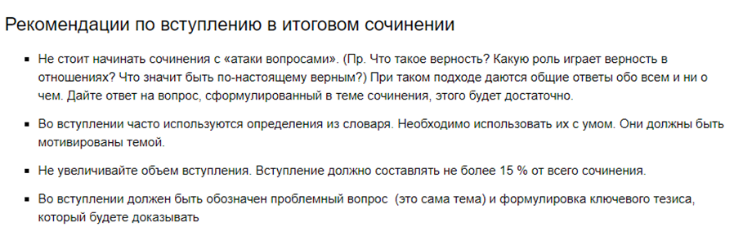 Рекомендации по вступлению в итоговом сочинении
▪ Не стоит начинать сочинения с «атаки вопросами». (Пр. Что такое верность? Какую роль играет верность в
отношениях? Что значит быть по-настоящему верным?) При таком подходе даются общие ответы обо всем и ни о
чем. Дайте ответ на вопрос, сформулированный в теме сочинения, этого будет достаточно.
▪ Во вступлении часто используются определения из словаря. Необходимо использовать их с умом. Они должны быть
мотивированы темой.
▪ Не увеличивайте объем вступления. Вступление должно составлять не более 15 % от всего сочинения.
▪ Во вступлении должен быть обозначен проблемный вопрос (это сама тема) и формулировка ключевого тезиса,
который будете доказывать